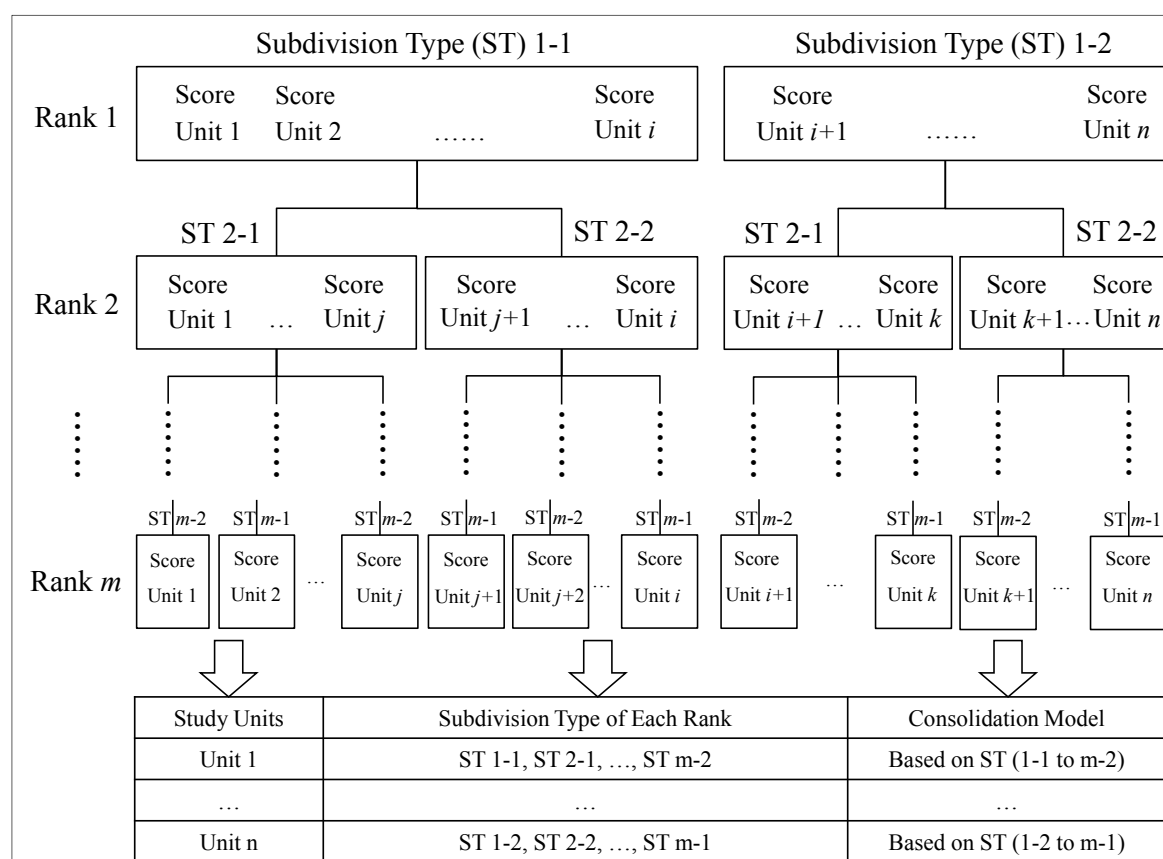 Subdivision Type (ST) 1-1 Subdivision Type (ST) 1-2
Rank 1
Score Score Score Score Score
Unit 1 Unit 2 …… Unit i Unit i+1 …… Unit n
ST 2-1 ST 2-2 ST 2-1 ST 2-2
Rank 2
Score Score Score Score Score Score Score Score
Unit 1 … Unit j Unit j+1 … Unit i Unit i+1 … Unit k Unit k+1 … Unit n
ST m-2 ST m-1 ST m-2 ST m-1 ST m-2 ST m-1 ST m-2 ST m-1 ST m-2 ST m-1
Rank m
Score Score Score Score Score Score Score Score Score Score
Unit 1 Unit 2 … Unit j Unit j+1 Unit j+2 … Unit i Unit i+1 … Unit k Unit k+1 … Unit n
Study Units Subdivision Type of Each Rank Consolidation Model
Unit 1 ST 1-1, ST 2-1, …, ST m-2 Based on ST (1-1 to m-2)
… … …
Unit n ST 1-2, ST 2-2, …, ST m-1 Based on ST (1-2 to m-1)